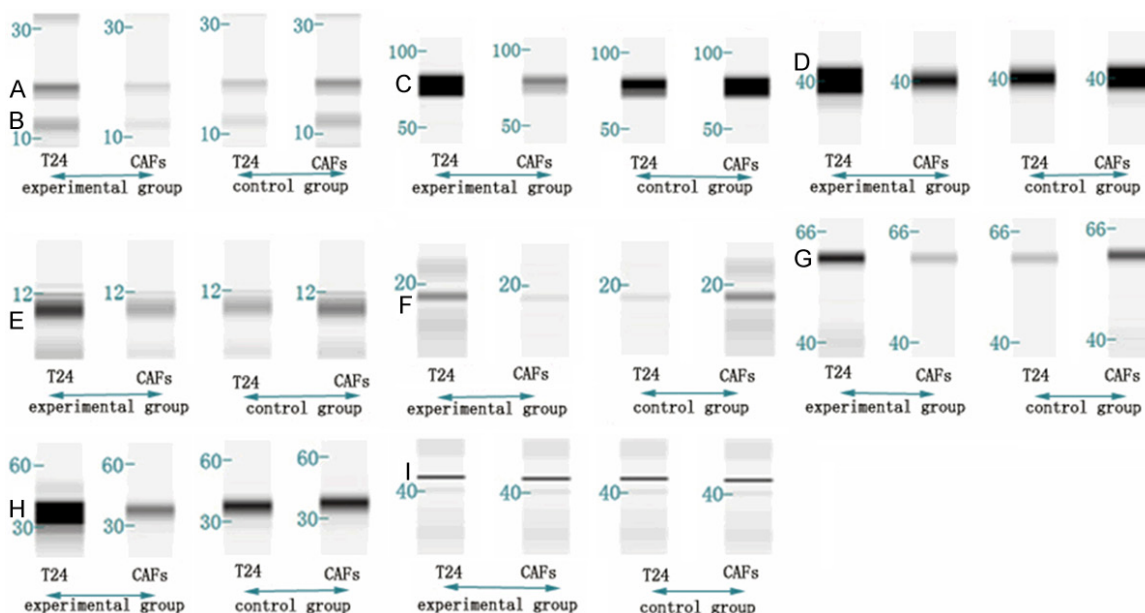 30 30 30 30
A
B
10 10 10 10
T24 CAFs T24 CAFs
experimental group control group
100 100 100 100
C
50 50 50 50
T24 CAFs T24 CAFs
experimental group control group
D
40 40 40 40
T24 CAFs T24 CAFs
experimental group control group
12 12 12 12
E
T24 CAFs T24 CAFs
experimental group control group
20 20 20 20
F
T24 CAFs T24 CAFs
experimental group control group
66 66 66 66
G
40 40 40 40
T24 CAFs T24 CAFs
experimental group control group
60 60 60 60
H
30 30 30 30
T24 CAFs T24 CAFs
experimental group control group
I
40 40 40 40
T24 CAFs T24 CAFs
experimental group control group